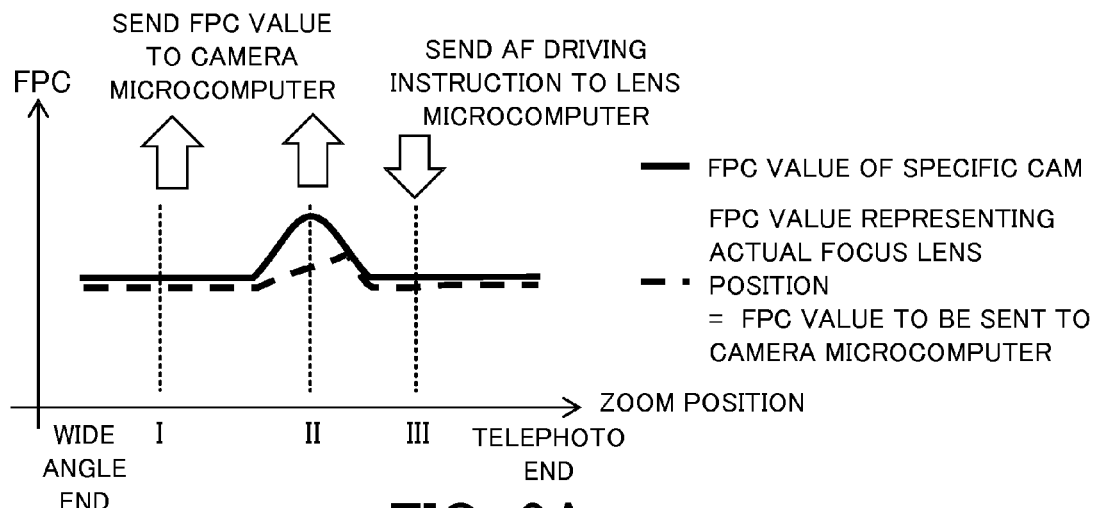 SEND FPC VALUE
TO CAMERA
MICROCOMPUTER
SEND AF DRIVING
INSTRUCTION TO LENS
MICROCOMPUTER
FPC
FPC VALUE OF SPECIFIC CAM
FPC VALUE REPRESENTING
ACTUAL FOCUS LENS
POSITION
= FPC VALUE TO BE SENT TO
CAMERA MICROCOMPUTER
ZOOM POSITION
WIDE
ANGLE
END
I
II
III
TELEPHOTO
END